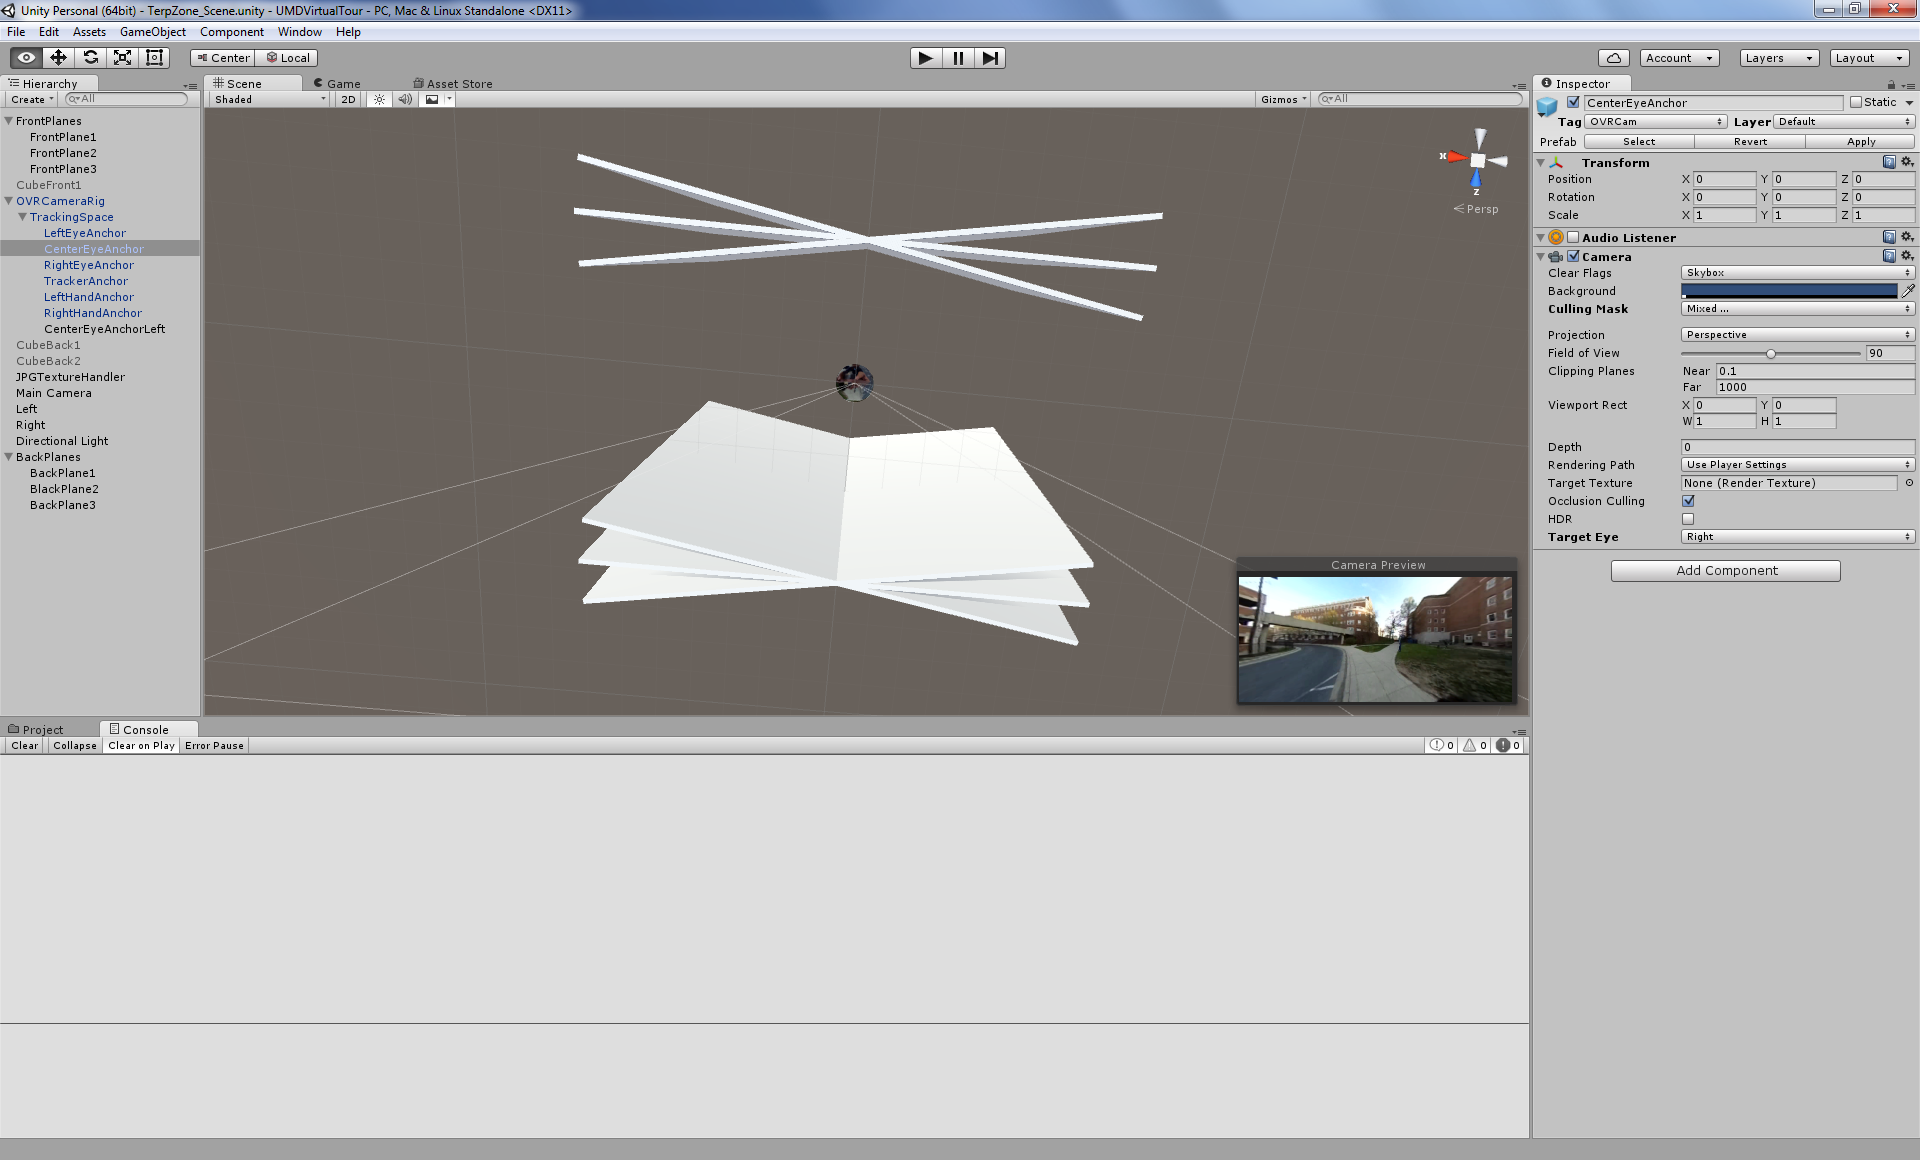 Unity Personal (64bit) - TerpZone_Scene.unity - UMDVirtualTour - PC, Mac & Linux Standalone <DX11>
File Edit Assets GameObject Component Window Help
Center Local Account Layers Layout
Hierarchy
Create All
FrontPlanes
FrontPlane1
FrontPlane2
FrontPlane3
CubeFront1
OVRCameraRig
TrackingSpace
LeftEyeAnchor
CenterEyeAnchor
RightEyeAnchor
TrackerAnchor
LeftHandAnchor
RightHandAnchor
CenterEyeAnchorLeft
CubeBack1
CubeBack2
JPGTextureHandler
Main Camera
Left
Right
Directional Light
BackPlanes
BackPlane1
BlackPlane2
BackPlane3
Scene Game Asset Store
Shaded 2D Gizmos All
x
z
Persp
Camera Preview
Project Console
Clear Collapse Clear on Play Error Pause 0 0 0
Inspector
CenterEyeAnchor Static
Tag OVRCam Layer Default
Prefab Select Revert Apply
Transform
Position X 0 Y 0 Z 0
Rotation X 0 Y 0 Z 0
Scale X 1 Y 1 Z 1
Audio Listener
Camera
Clear Flags Skybox
Background
Culling Mask Mixed ...
Projection Perspective
Field of View 90
Clipping Planes Near 0.1
Far 1000
Viewport Rect X 0 Y 0
W 1 H 1
Depth 0
Rendering Path Use Player Settings
Target Texture None (Render Texture)
Occlusion Culling
HDR
Target Eye Right
Add Component